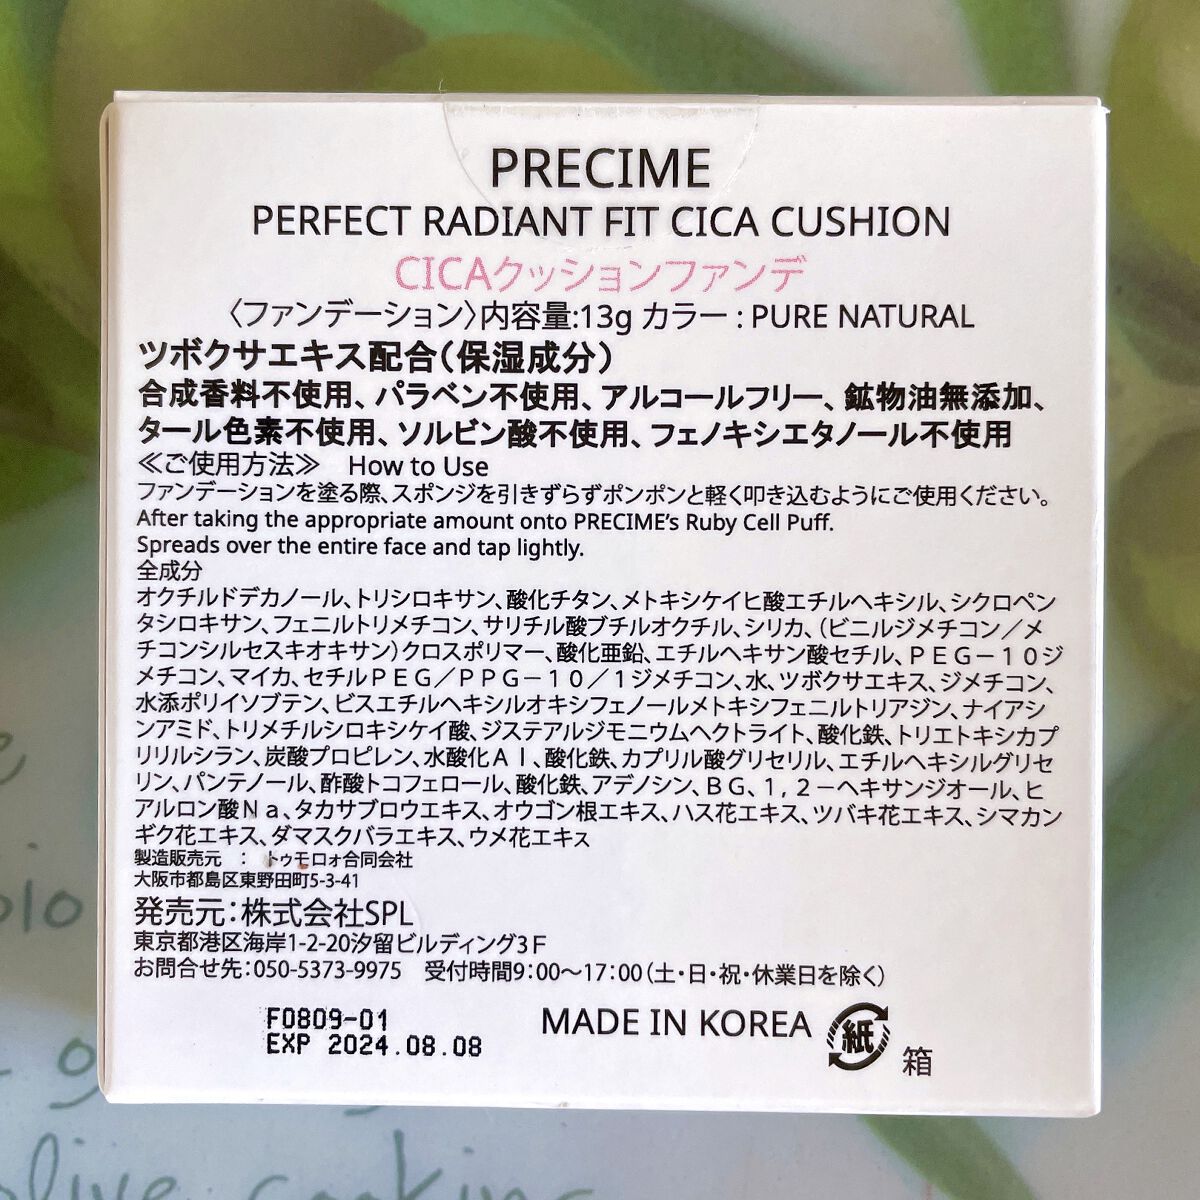 PRECIME
PERFECT RADIANT FIT CICA CUSHION
CICAクッションファンデ
〈ファンデーション〉内容量:13g カラー : PURE NATURAL
ツボクサエキス配合(保湿成分)
合成香料不使用、パラベン不使用、アルコールフリー、鉱物油無添加、
タール色素不使用、ソルビン酸不使用、フェノキシエタノール不使用
≪ご使用方法≫ How to Use
ファンデーションを塗る際、スポンジを引きずらずポンポンと軽く叩き込むようにご使用ください。
After taking the appropriate amount onto PRECIME's Ruby Cell Puff.
Spreads over the entire face and tap lightly.
全成分
オクチルドデカノール、トリシロキサン、酸化チタン、メトキシケイヒ酸エチルヘキシル、シクロペン
タシロキサン、フェニルトリメチコン、サリチル酸ブチルオクチル、シリカ、(ビニルジメチコン/メ
チコンシルセスキオキサン)クロスポリマー、酸化亜鉛、エチルヘキサン酸セチル、PEG-10ジ
メチコン、マイカ、セチルPEG/PPG-10/1ジメチコン、水、ツボクサエキス、ジメチコン、
水添ポリイソブテン、ビスエチルヘキシルオキシフェノールメトキシフェニルトリアジン、ナイアシ
ンアミド、トリメチルシロキシケイ酸、ジステアルジモニウムヘクトライト、酸化鉄、トリエトキシカプ
リリルシラン、炭酸プロピレン、水酸化Al、酸化鉄、カプリル酸グリセリル、エチルヘキシルグリセ
リン、パンテノール、酢酸トコフェロール、酸化鉄、アデノシン、BG、1,2-ヘキサンジオール、ヒ
アルロン酸Na、タカサブロウエキス、オウゴン根エキス、ハス花エキス、ツバキ花エキス、シマカン
ギク花エキス、ダマスクバラエキス、ウメ花エキス
製造販売元 : トゥモロォ合同会社
大阪市都島区東野田町5-3-41
発売元:株式会社SPL
東京都港区海岸1-2-20汐留ビルディング3F
お問合せ先:050-5373-9975 受付時間9:00〜17:00(土・日・祝・休業日を除く)
F0809-01
EXP 2024.08.08
MADE IN KOREA
紙
箱
olive cooking